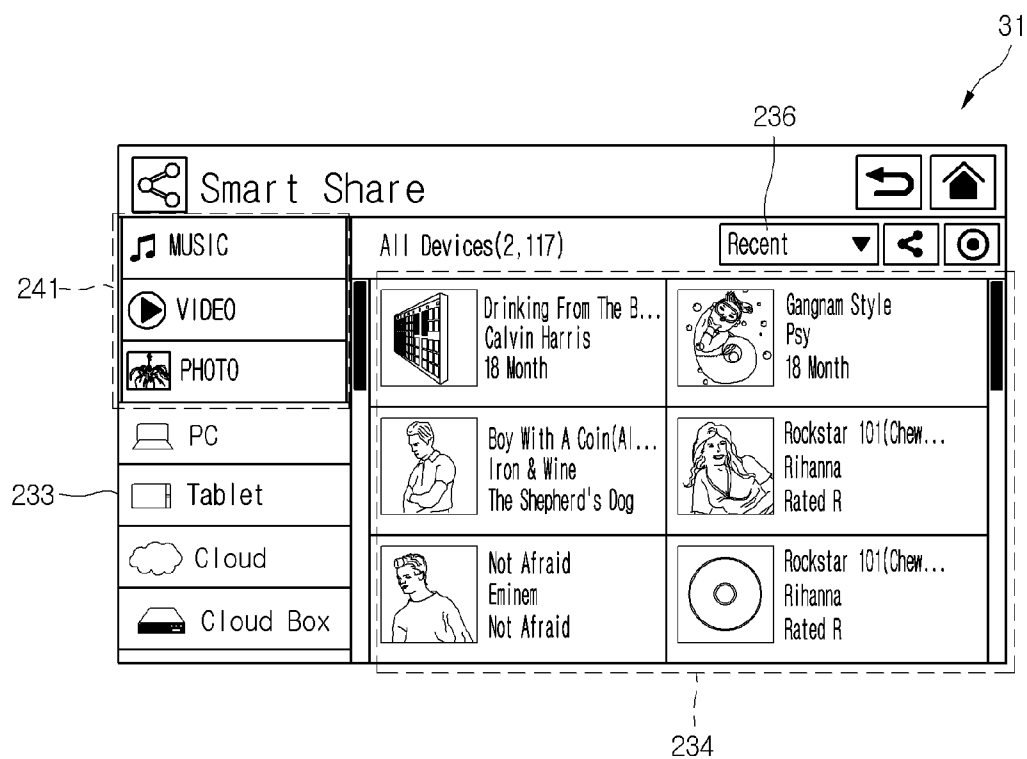 31
236
Smart Share
241
MUSIC
VIDEO
PHOTO
233
PC
Tablet
Cloud
Cloud Box
All Devices(2,117)
Recent
Drinking From The B...
Calvin Harris
18 Month
Gangnam Style
Psy
18 Month
Boy With A Coin(Al...
Iron & Wine
The Shepherd's Dog
Rockstar 101(Chew...
Rihanna
Rated R
Not Afraid
Eminem
Not Afraid
Rockstar 101(Chew...
Rihanna
Rated R
234